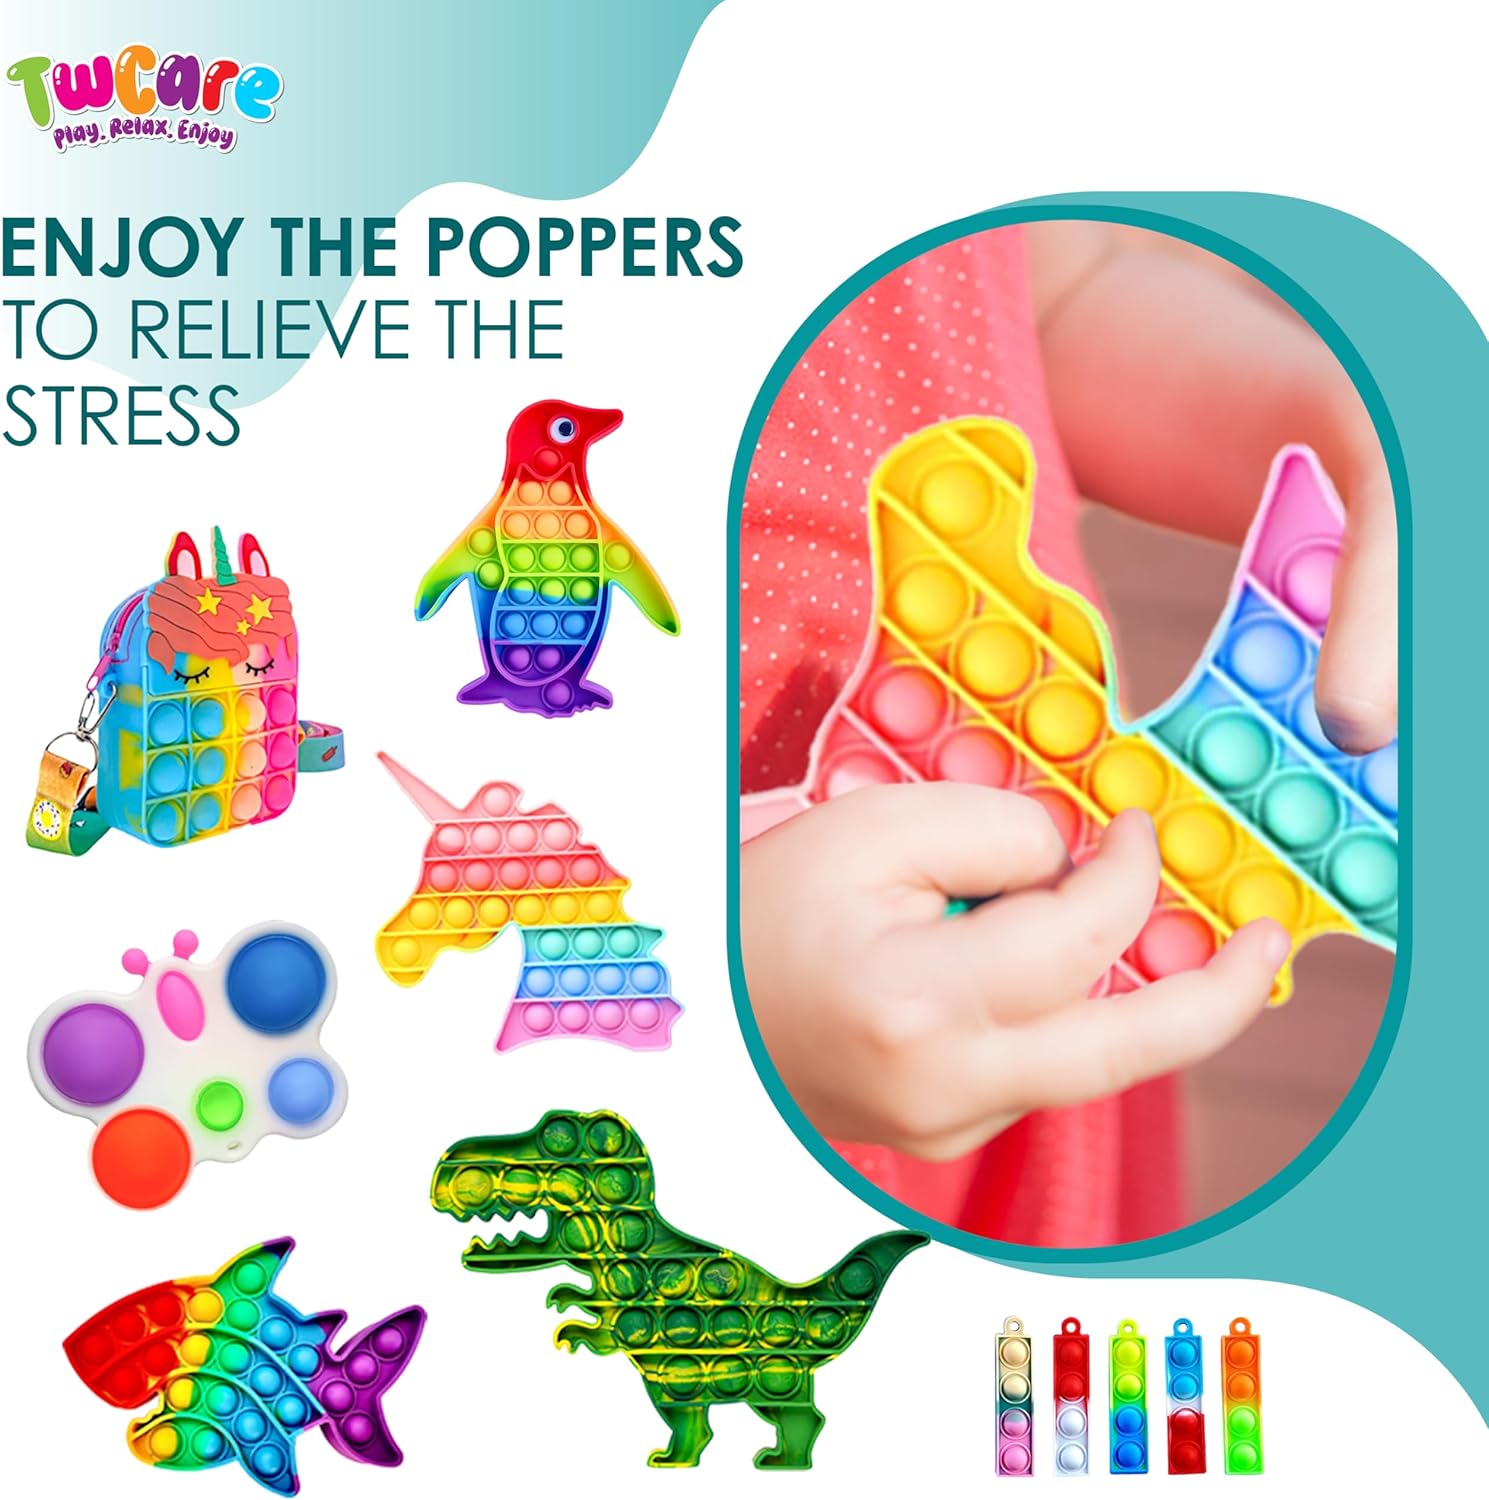 TwCare
Play. Relax. Enjoy
ENJOY THE POPPERS
TO RELIEVE THE
STRESS